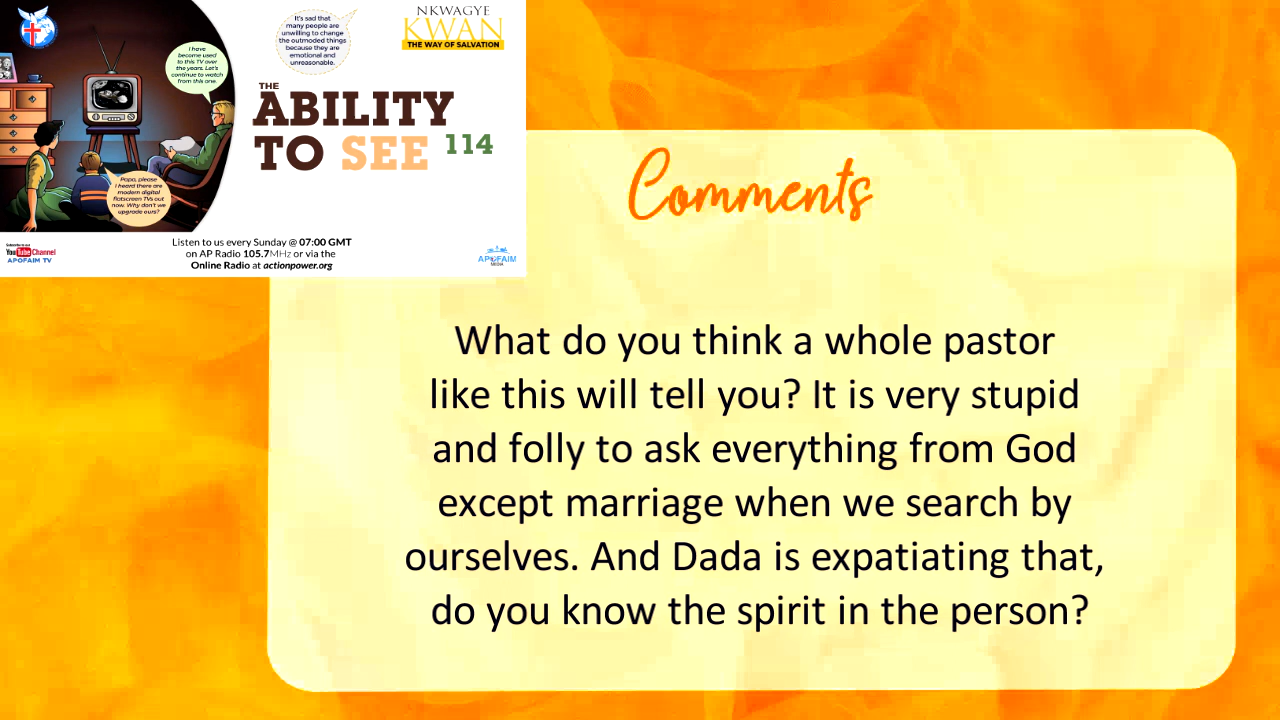 It's sad that
many people are
unwilling to change
the outmoded things
because they are
emotional and
unreasonable.
NKWAGYE
KWAN
THE WAY OF SALVATION
I have
become used
to this TV over
the years. Let's
continue to watch
from this one.
THE
ABILITY
TO SEE 114
Papa, please
I heard there are
modern digital
flatscreen TVs out
now. Why don't we
upgrade ours?
Listen to us every Sunday @ 07:00 GMT
on AP Radio 105.7MHz or via the
Online Radio at actionpower.org
Subscribe to our
YouTube Channel
APOFAIM TV
APOFAIM
MEDIA
Comments
What do you think a whole pastor
like this will tell you? It is very stupid
and folly to ask everything from God
except marriage when we search by
ourselves. And Dada is expatiating that,
do you know the spirit in the person?